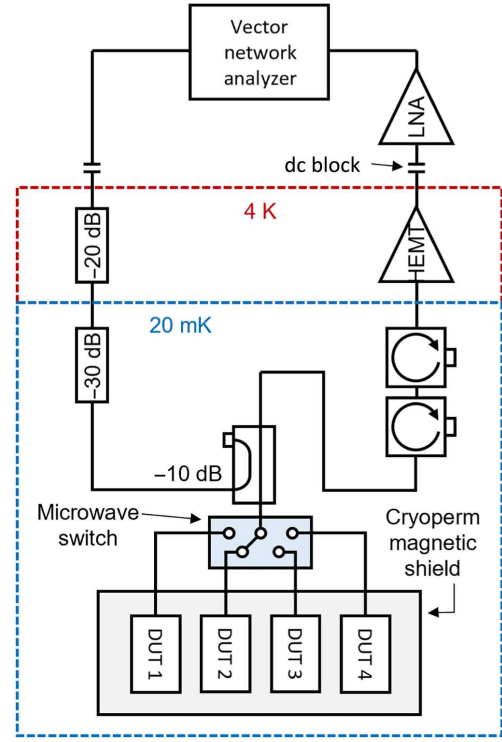 Vector
network
analyzer
LNA
dc block
4 K
–20 dB
HEMT
20 mK
–30 dB
–10 dB
Microwave
switch
Cryoperm
magnetic
shield
DUT 1
DUT 2
DUT 3
DUT 4